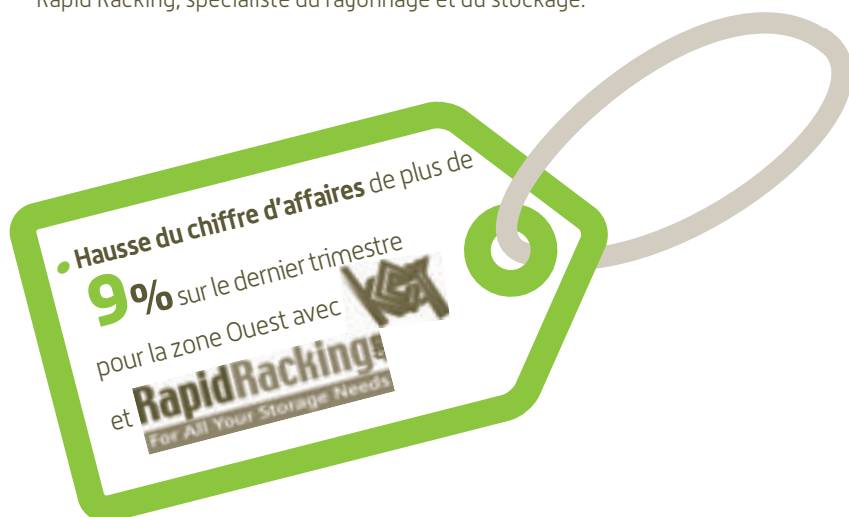 Rapid Racking, spécialiste du rayonnage et du stockage.
• Hausse du chiffre d'affaires de plus de
9% sur le dernier trimestre
pour la zone Ouest avec
et RapidRacking
For All Your Storage Needs